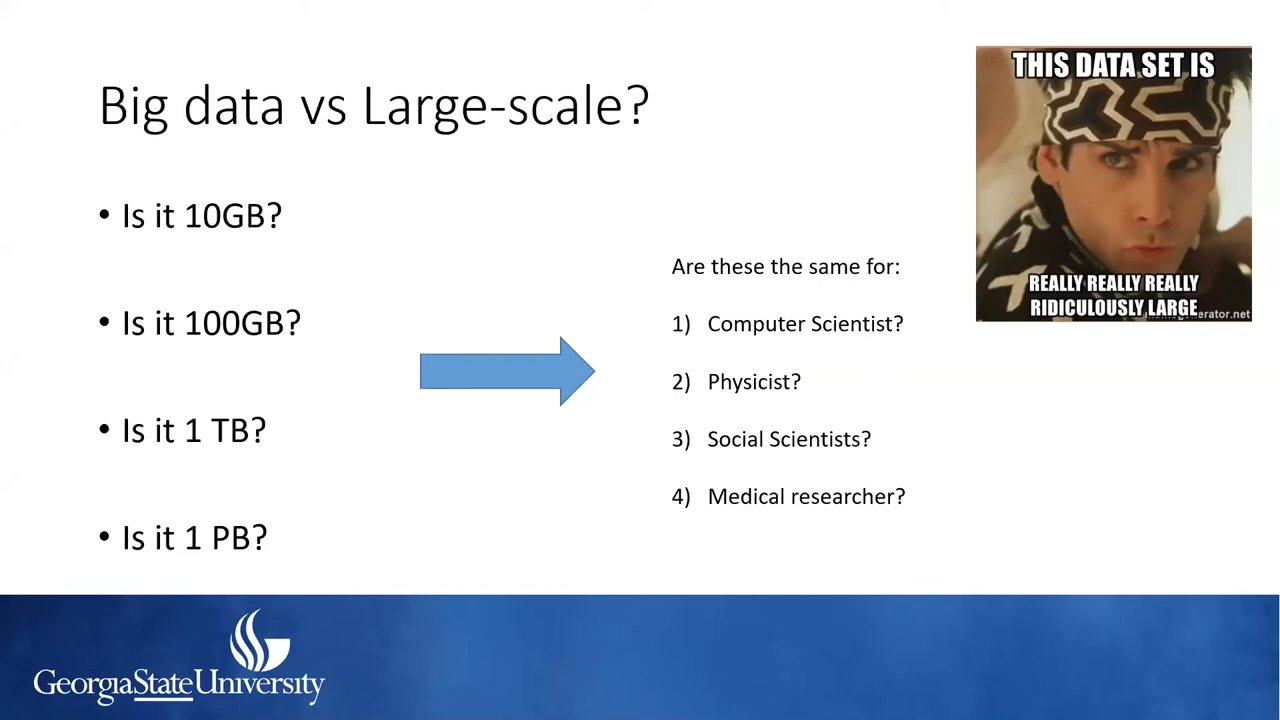 Big data vs Large-scale?
• Is it 10GB?
• Is it 100GB?
• Is it 1 TB?
• Is it 1 PB?
Are these the same for:
1) Computer Scientist?
2) Physicist?
3) Social Scientists?
4) Medical researcher?
THIS DATA SET IS
REALLY REALLY REALLY
RIDICULOUSLY LARGE
GeorgiaStateUniversity